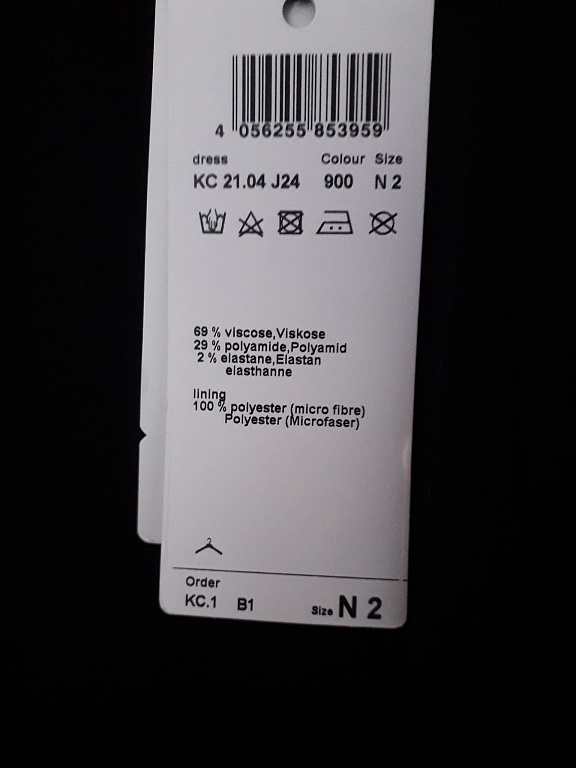 4 056255 853959
dress Colour Size
KC 21.04 J24 900 N 2
69 % viscose,Viskose
29 % polyamide,Polyamid
2 % elastane,Elastan
elasthanne
lining
100 % polyester (micro fibre)
Polyester (Microfaser)
Order
KC.1 B1 Size N 2